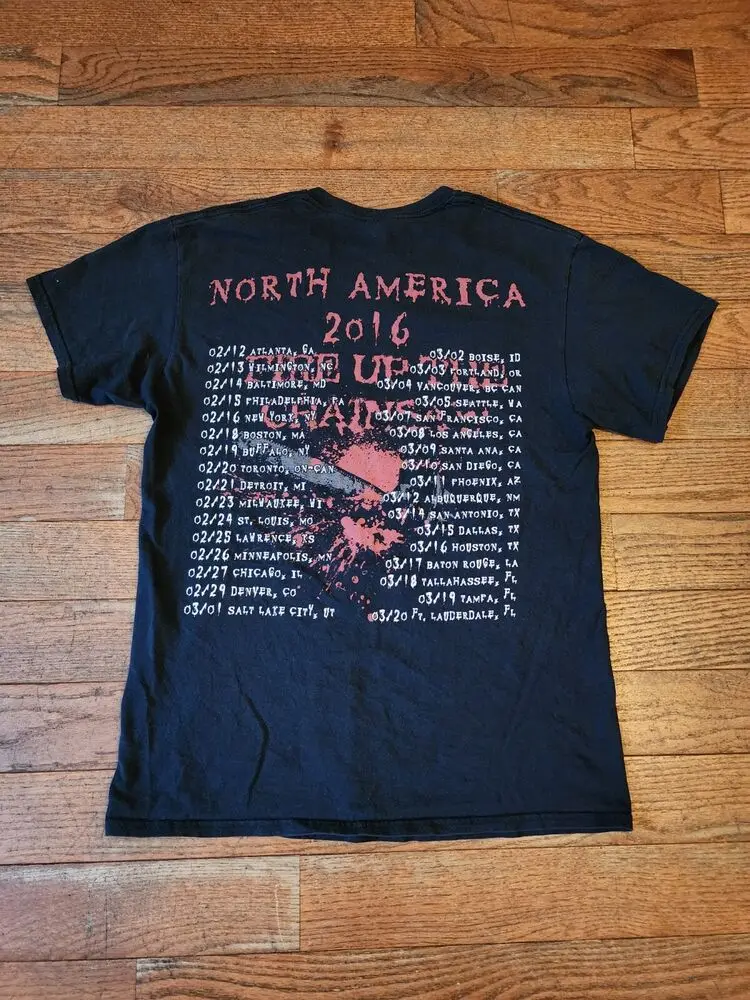 NORTH AMERICA
2016
FIRE UP THE
CHAINSAW
02/12 ATLANTA, GA
02/13 WILMINGTON, NC
02/14 BALTIMORE, MD
02/15 PHILADELPHIA, PA
02/16 NEW YORK, NY
02/18 BOSTON, MA
02/19 BUFFALO, NY
02/20 TORONTO, ON-CAN
02/21 DETROIT, MI
02/23 MILWAUKEE, WI
02/24 ST. LOUIS, MO
02/25 LAWRENCE, KS
02/26 MINNEAPOLIS, MN
02/27 CHICAGO, IL
02/29 DENVER, CO
03/01 SALT LAKE CITY, UT
03/02 BOISE, ID
03/03 PORTLAND, OR
03/04 VANCOUVER, BC CAN
03/05 SEATTLE, WA
03/07 SAN FRANCISCO, CA
03/08 LOS ANGELES, CA
03/09 SANTA ANA, CA
03/10 SAN DIEGO, CA
03/11 PHOENIX, AZ
03/12 ALBUQUERQUE, NM
03/14 SAN ANTONIO, TX
03/15 DALLAS, TX
03/16 HOUSTON, TX
03/17 BATON ROUGE, LA
03/18 TALLAHASSEE, FL
03/19 TAMPA, FL
03/20 FT. LAUDERDALE, FL